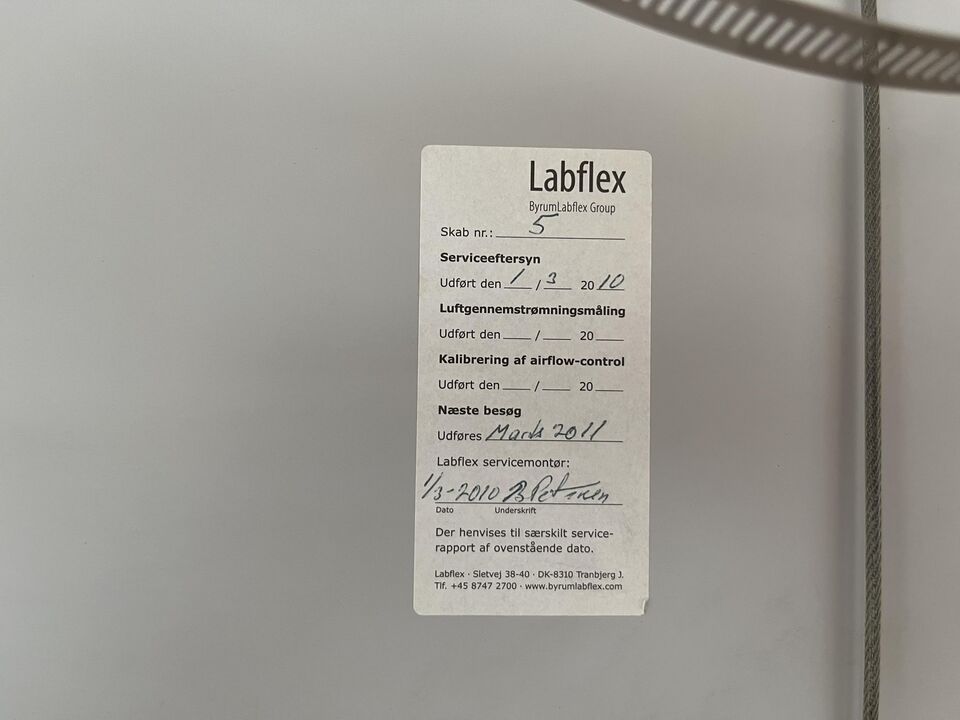 Labflex
ByrumLabflex Group
Skab nr.: 5
Serviceeftersyn
Udført den 1 / 3 2010
Luftgennemstrømningsmåling
Udført den ___ / ___ 20___
Kalibrering af airflow-control
Udført den ___ / ___ 20___
Næste besøg
Udføres Marts 2011
Labflex servicemontør:
1/3-2010
Dato Underskrift
Der henvises til særskilt service-
rapport af ovenstående dato.
Labflex · Sletvej 38-40 · DK-8310 Tranbjerg J.
Tlf. +45 8747 2700 · www.byrumlabflex.com